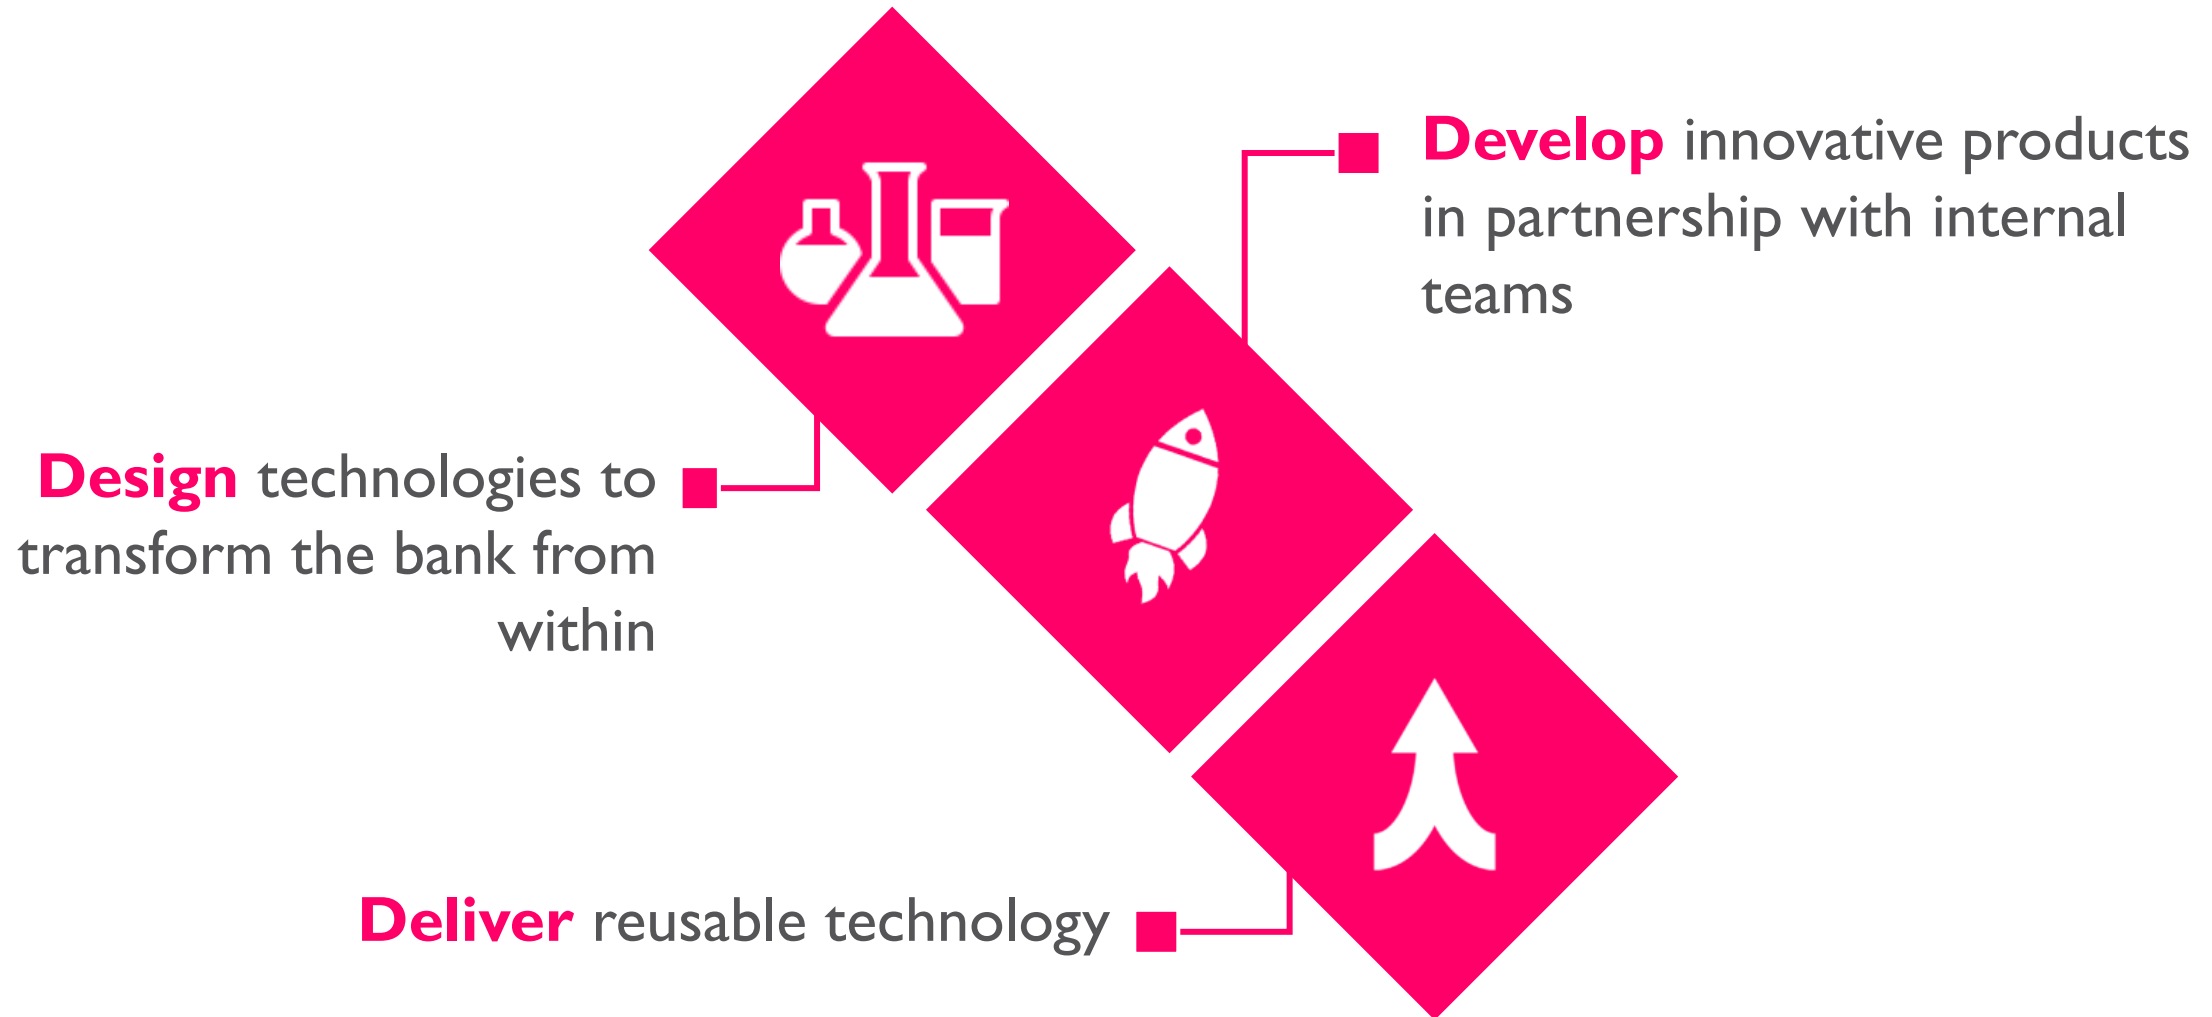 Develop innovative products
in partnership with internal
teams
Design technologies to
transform the bank from
within
Deliver reusable technology